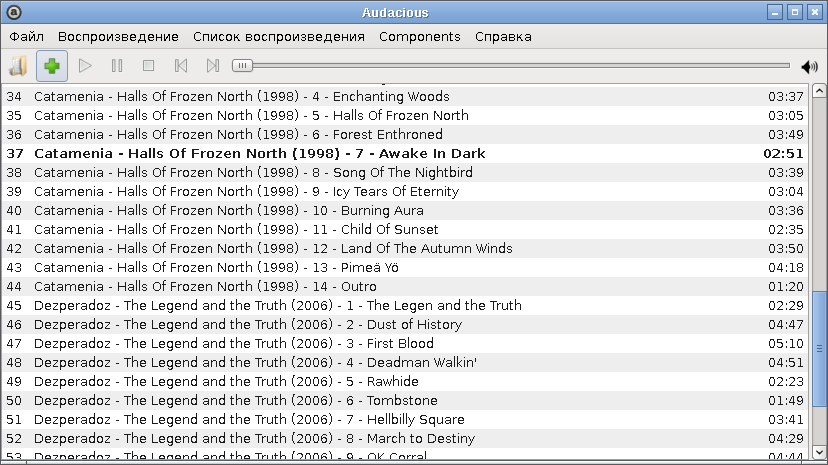 Audacious
Файл Воспроизведение Список воспроизведения Components Справка
34 Catamenia - Halls Of Frozen North (1998) - 4 - Enchanting Woods 03:37
35 Catamenia - Halls Of Frozen North (1998) - 5 - Halls Of Frozen North 03:05
36 Catamenia - Halls Of Frozen North (1998) - 6 - Forest Enthroned 03:49
37 Catamenia - Halls Of Frozen North (1998) - 7 - Awake In Dark 02:51
38 Catamenia - Halls Of Frozen North (1998) - 8 - Song Of The Nightbird 03:39
39 Catamenia - Halls Of Frozen North (1998) - 9 - Icy Tears Of Eternity 03:04
40 Catamenia - Halls Of Frozen North (1998) - 10 - Burning Aura 03:36
41 Catamenia - Halls Of Frozen North (1998) - 11 - Child Of Sunset 02:35
42 Catamenia - Halls Of Frozen North (1998) - 12 - Land Of The Autumn Winds 03:50
43 Catamenia - Halls Of Frozen North (1998) - 13 - Pimeä Yö 04:18
44 Catamenia - Halls Of Frozen North (1998) - 14 - Outro 01:20
45 Dezperadoz - The Legend and the Truth (2006) - 1 - The Legen and the Truth 02:29
46 Dezperadoz - The Legend and the Truth (2006) - 2 - Dust of History 04:47
47 Dezperadoz - The Legend and the Truth (2006) - 3 - First Blood 05:10
48 Dezperadoz - The Legend and the Truth (2006) - 4 - Deadman Walkin' 04:51
49 Dezperadoz - The Legend and the Truth (2006) - 5 - Rawhide 02:23
50 Dezperadoz - The Legend and the Truth (2006) - 6 - Tombstone 01:49
51 Dezperadoz - The Legend and the Truth (2006) - 7 - Hellbilly Square 03:41
52 Dezperadoz - The Legend and the Truth (2006) - 8 - March to Destiny 04:29
53 Dezperadoz - The Legend and the Truth (2006) - 9 - OK Corral 04:44